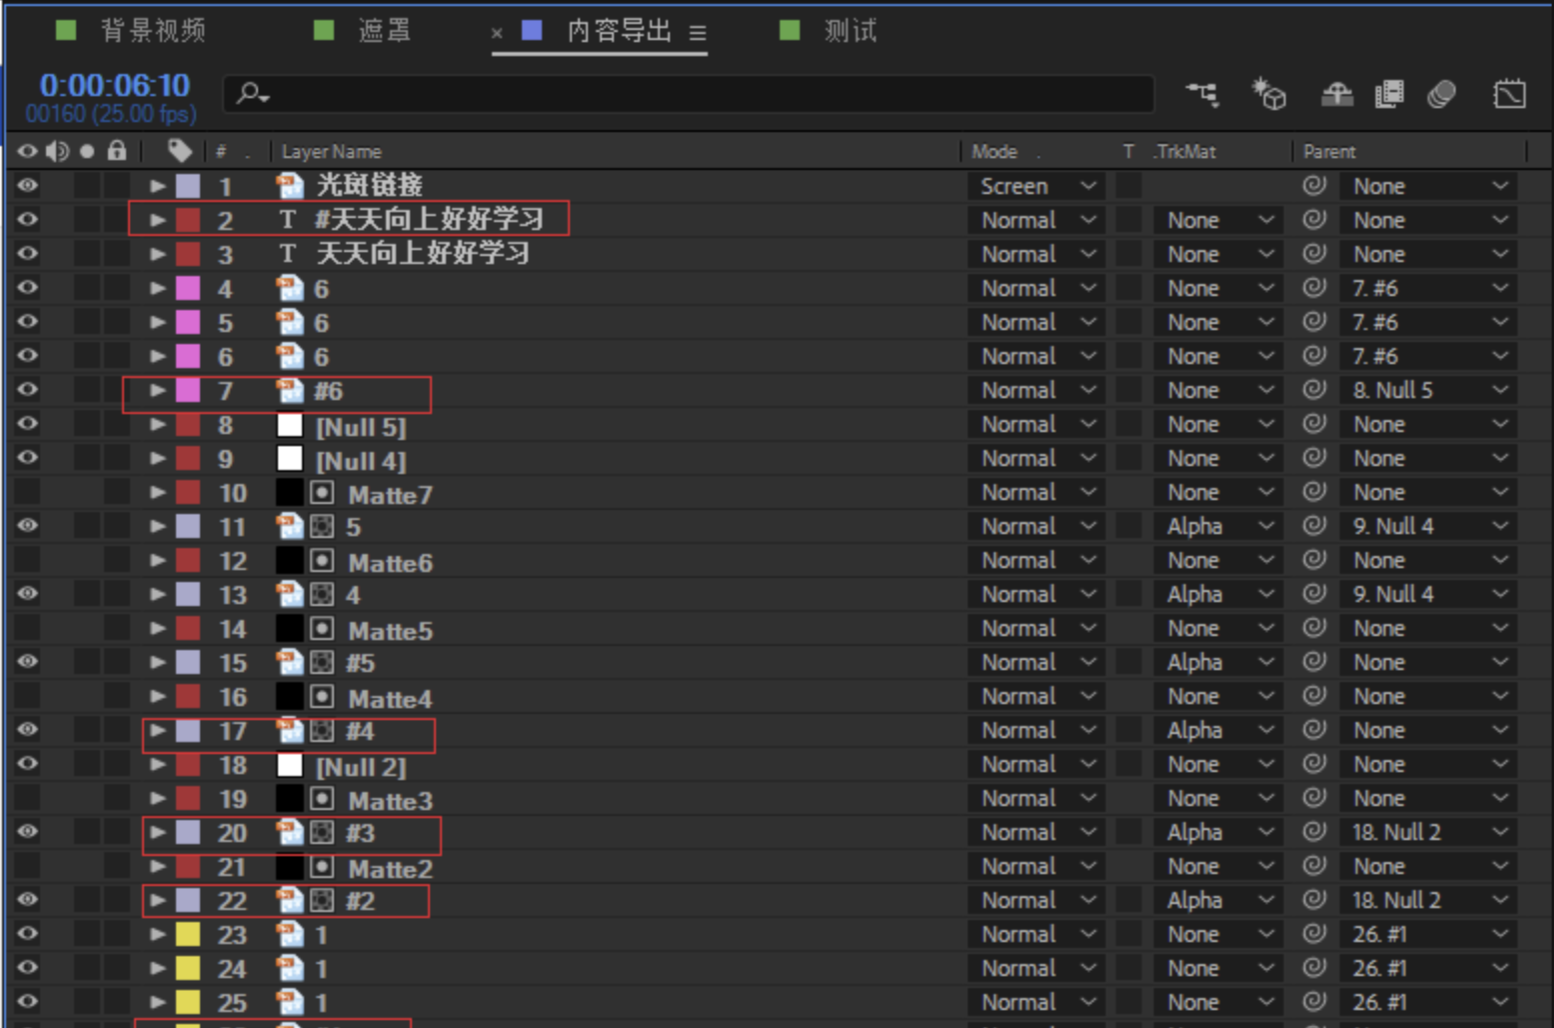 背景视频 遮罩 × 内容导出 ≡ 测试
0:00:06:10
00160 (25.00 fps)
# . Layer Name Mode . T .TrkMat Parent
1 光斑链接 Screen None
2 T #天天向上好好学习 Normal None None
3 T 天天向上好好学习 Normal None None
4 6 Normal None 7. #6
5 6 Normal None 7. #6
6 6 Normal None 7. #6
7 #6 Normal None 8. Null 5
8 [Null 5] Normal None None
9 [Null 4] Normal None None
10 Matte7 Normal None None
11 5 Normal Alpha 9. Null 4
12 Matte6 Normal None None
13 4 Normal Alpha 9. Null 4
14 Matte5 Normal None None
15 #5 Normal Alpha None
16 Matte4 Normal None None
17 #4 Normal Alpha None
18 [Null 2] Normal None None
19 Matte3 Normal None None
20 #3 Normal Alpha 18. Null 2
21 Matte2 Normal None None
22 #2 Normal Alpha 18. Null 2
23 1 Normal None 26. #1
24 1 Normal None 26. #1
25 1 Normal None 26. #1